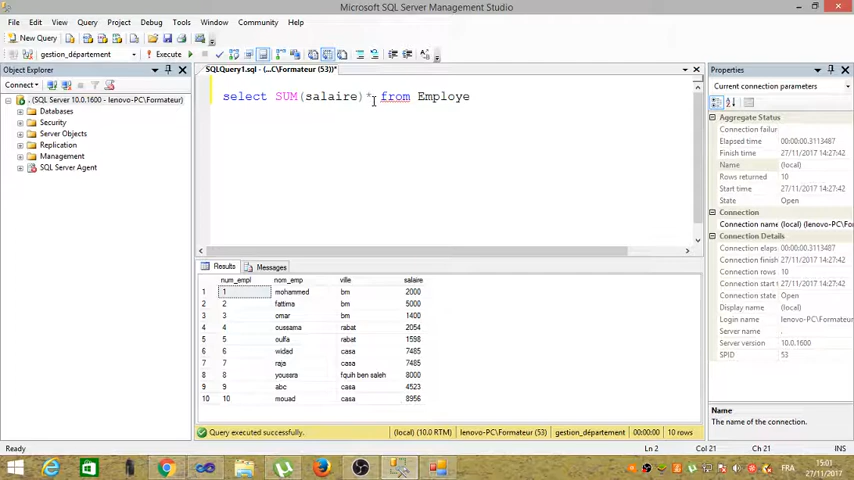 Microsoft SQL Server Management Studio
File Edit View Query Project Debug Tools Window Community Help
New Query
gestion_département Execute
Object Explorer
Connect
(SQL Server 10.0.1600 - lenovo-PC\Formateur)
Databases
Security
Server Objects
Replication
Management
SQL Server Agent
SQLQuery1.sql - (...C\Formateur (53))*
select SUM(salaire)* from Employe
Results Messages
num_empl nom_emp ville salaire
1 1 mohammed bm 2000
2 2 fattima bm 5000
3 3 omar bm 1400
4 4 oussama rabat 2054
5 5 oulfa rabat 1598
6 6 widad casa 7485
7 7 raja casa 7485
8 8 youssra fquih ben saleh 8000
9 9 abc casa 4523
10 10 mouad casa 8956
Query executed successfully. (local) (10.0 RTM) lenovo-PC\Formateur (53) gestion_département 00:00:00 10 rows
Properties
Current connection parameters
Aggregate Status
Connection failur
Elapsed time 00:00:00.3113487
Finish time 27/11/2017 14:27:42
Name (local)
Rows returned 10
Start time 27/11/2017 14:27:42
State Open
Connection
Connection name (local) (lenovo-PC\Fo
Connection Details
Connection elaps 00:00:00.3113487
Connection finish 27/11/2017 14:27:42
Connection rows 10
Connection start 27/11/2017 14:27:42
Connection state Open
Display name (local)
Login name lenovo-PC\Formateur
Server name .
Server version 10.0.1600
SPID 53
Name
The name of the connection.
Ready Ln 2 Col 21 Ch 21
FRA 15:01
27/11/2017